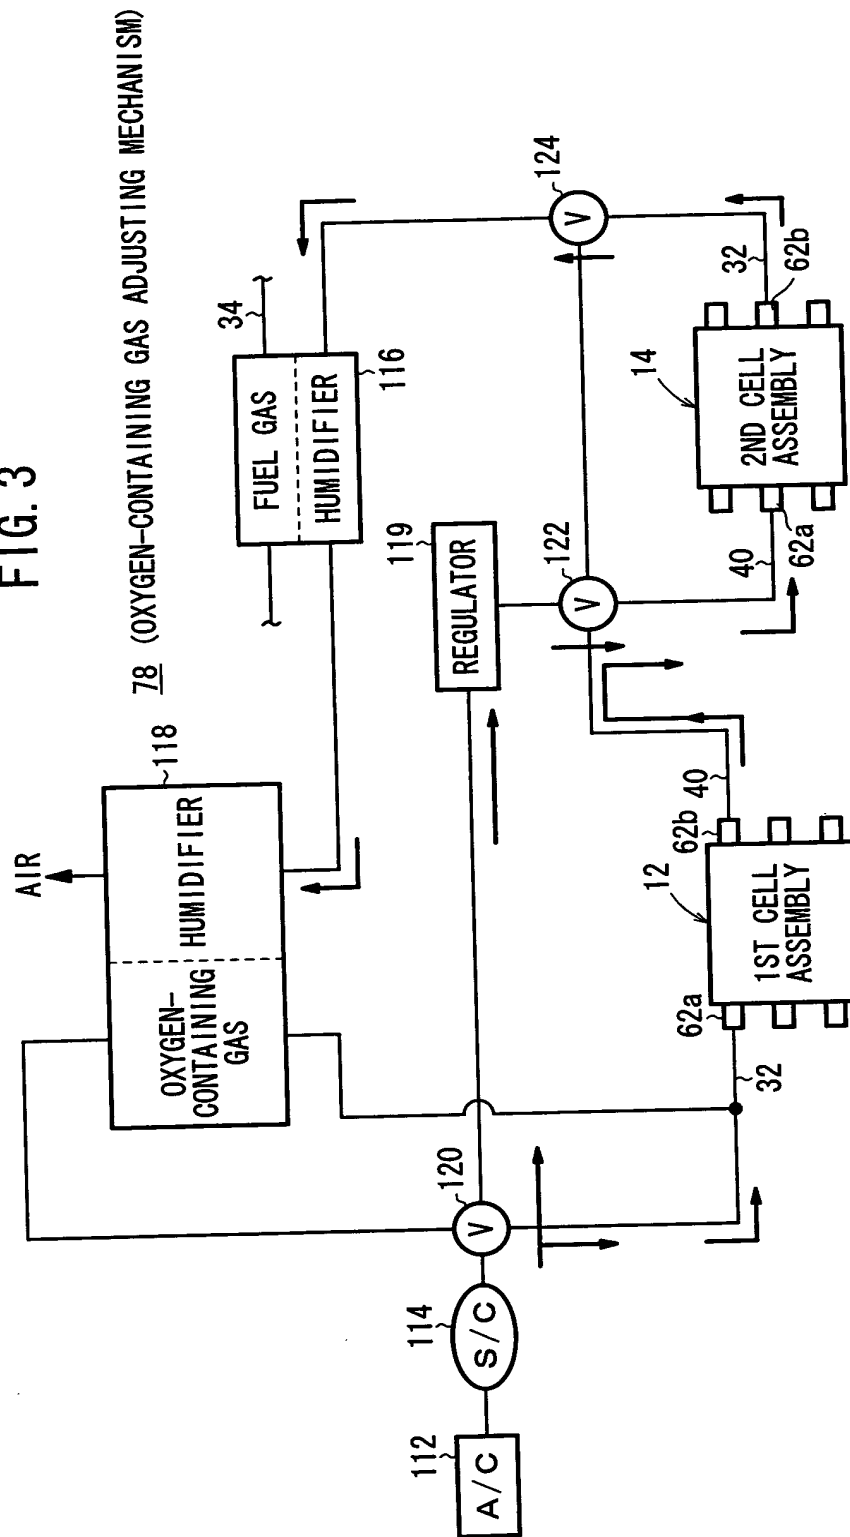 FIG. 3
78 (OXYGEN-CONTAINING GAS ADJUSTING MECHANISM)
AIR
118
OXYGEN-
CONTAINING
GAS
HUMIDIFIER
34
FUEL GAS
HUMIDIFIER
116
119
REGULATOR
112
A/C
114
S/C
120
V
122
V
124
V
32
62a
12
1ST CELL
ASSEMBLY
62b
40
40
62a
14
2ND CELL
ASSEMBLY
62b
32